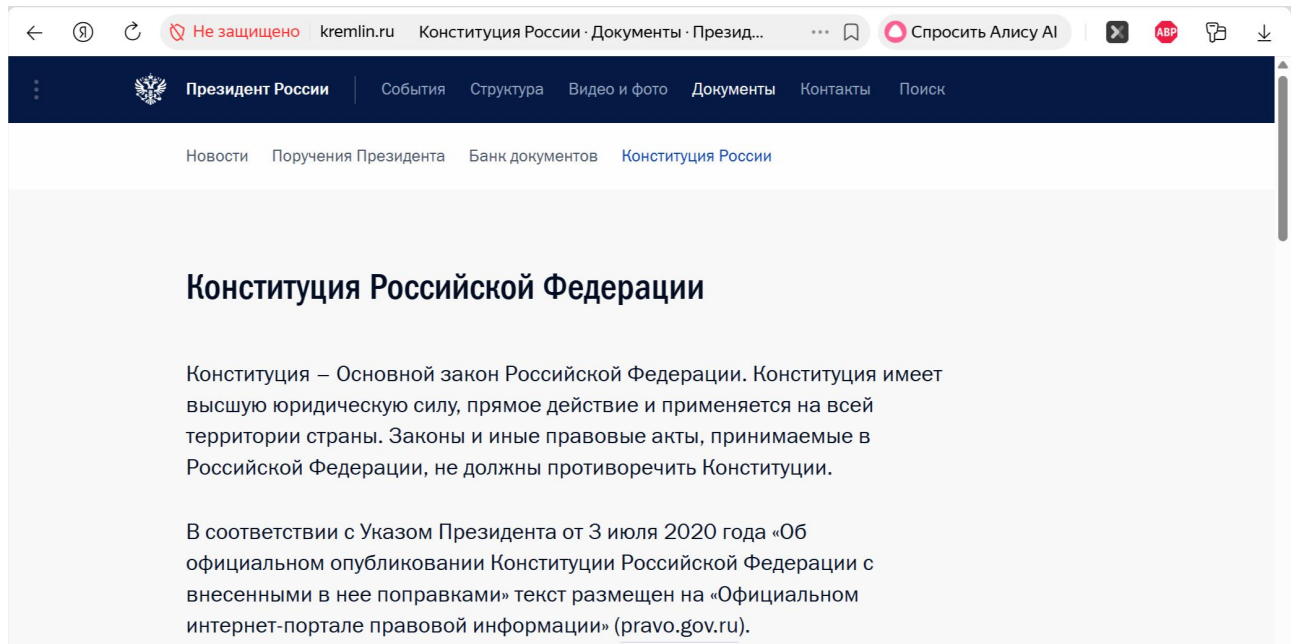 Я Не защищено kremlin.ru Конституция России · Документы · Презид... ... Спросить Алису AI X ABP
Президент России События Структура Видео и фото Документы Контакты Поиск
Новости Поручения Президента Банк документов Конституция России
Конституция Российской Федерации
Конституция – Основной закон Российской Федерации. Конституция имеет
высшую юридическую силу, прямое действие и применяется на всей
территории страны. Законы и иные правовые акты, принимаемые в
Российской Федерации, не должны противоречить Конституции.
В соответствии с Указом Президента от 3 июля 2020 года «Об
официальном опубликовании Конституции Российской Федерации с
внесенными в нее поправками» текст размещен на «Официальном
интернет-портале правовой информации» (pravo.gov.ru).